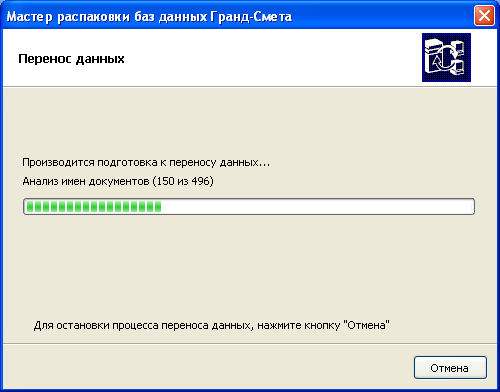 Мастер распаковки баз данных Гранд-Смета
Перенос данных
Производится подготовка к переносу данных...
Анализ имен документов (150 из 496)
Для остановки процесса переноса данных, нажмите кнопку "Отмена"
Отмена